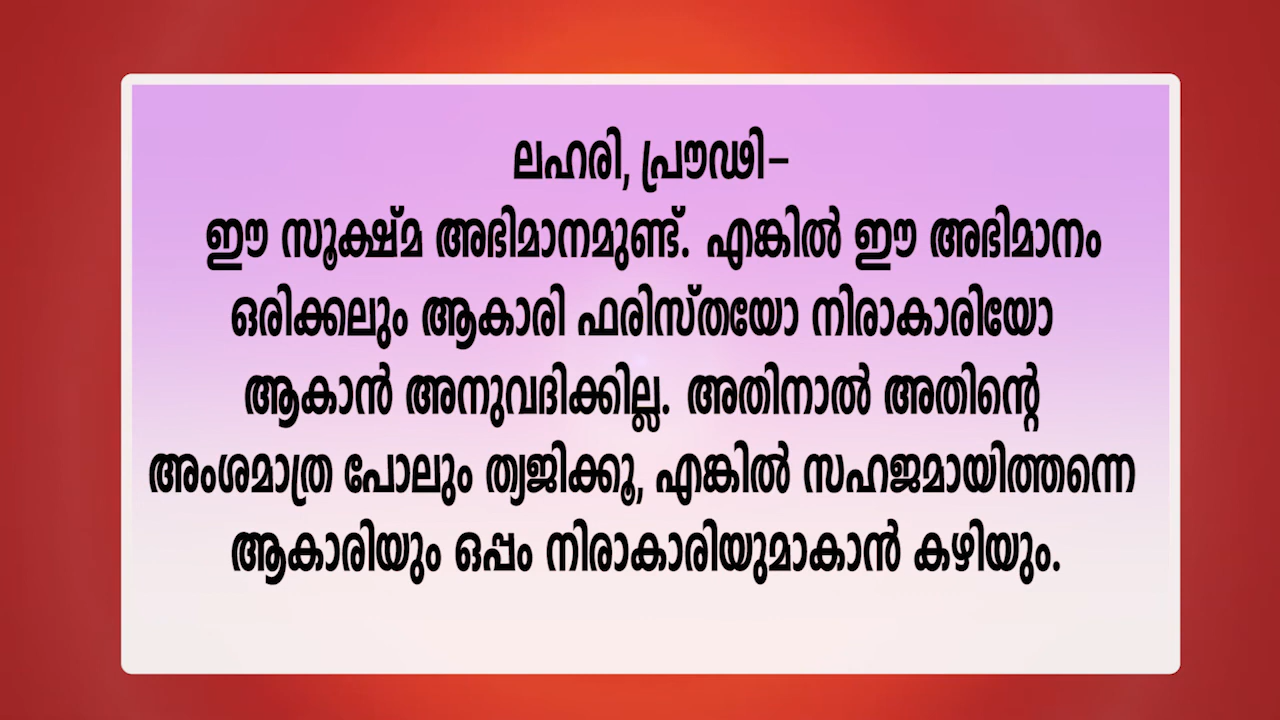 ലഹരി, പ്രൗഢി–
ഈ സൂക്ഷ്മ അഭിമാനമുണ്ട്. എങ്കിൽ ഈ അഭിമാനം
ഒരിക്കലും ആകാരി ഫരിസ്തയോ നിരാകാരിയോ
ആകാൻ അനുവദിക്കില്ല. അതിനാൽ അതിന്റെ
അംശമാത്ര പോലും ത്വജിക്കൂ, എങ്കിൽ സഹജമായിത്തന്നെ
ആകാരിയും ഒപ്പം നിരാകാരിയുമാകാൻ കഴിയും.